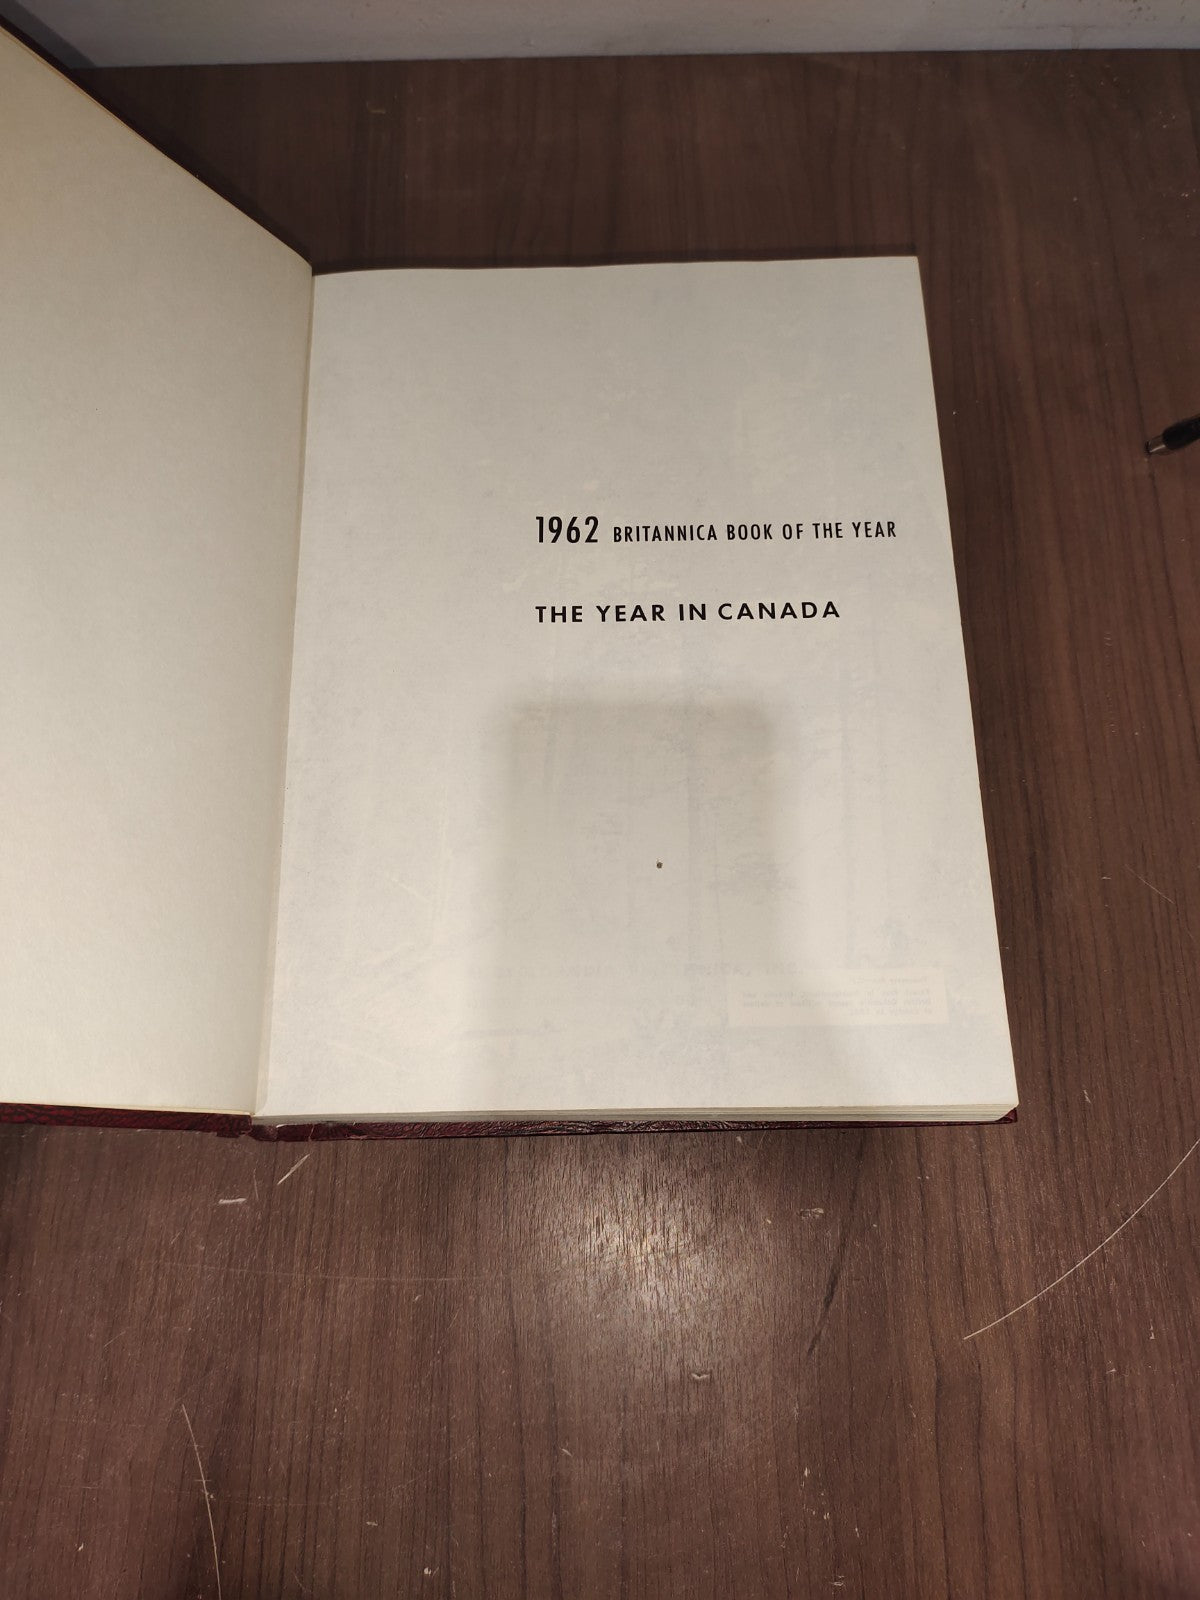 1962 BRITANNICA BOOK OF THE YEAR
THE YEAR IN CANADA